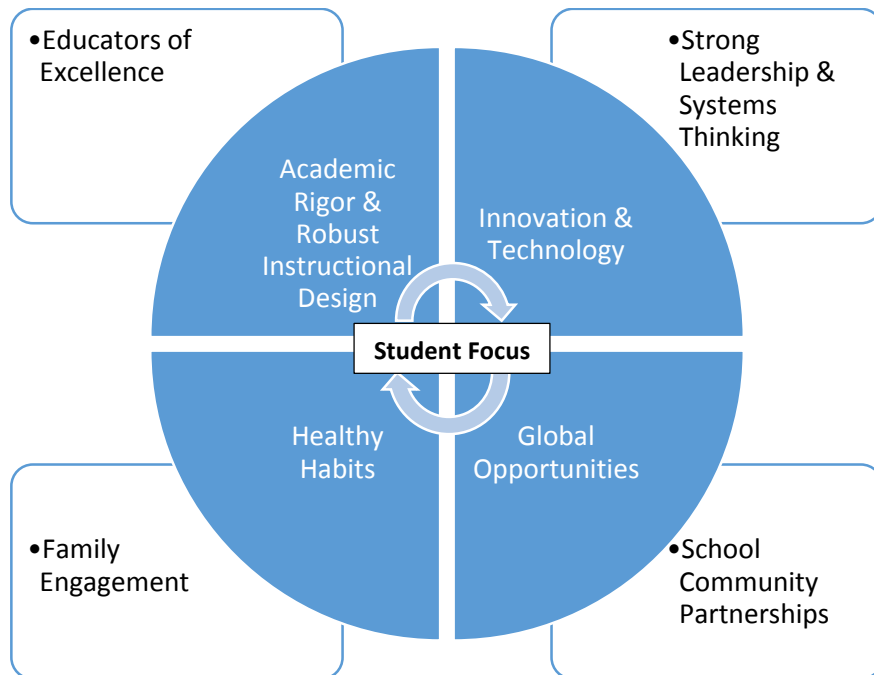 •Educators of
Excellence
•Strong
Leadership &
Systems
Thinking
Academic
Rigor &
Robust
Instructional
Design
Innovation &
Technology
Student Focus
Healthy
Habits
Global
Opportunities
•Family
Engagement
•School
Community
Partnerships